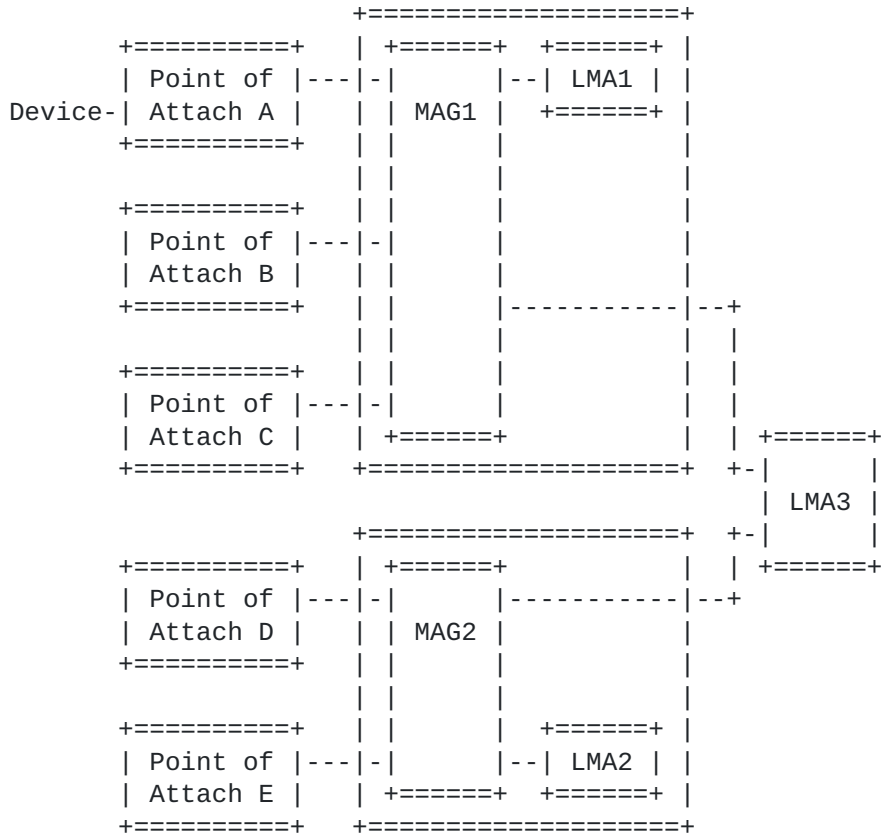 +====================+
       +==========+   | +======+  +======+ |
       | Point of |---|-|      |--| LMA1 | |
Device-| Attach A |   | | MAG1 |  +======+ |
       +==========+   | |      |           |
                      | |      |           |
       +==========+   | |      |           |
       | Point of |---|-|      |           |
       | Attach B |   | |      |           |
       +==========+   | |      |-----------|--+
                      | |      |           |  |
       +==========+   | |      |           |  |
       | Point of |---|-|      |           |  |
       | Attach C |   | +======+           |  | +======+
       +==========+   +====================+  +-|      |
                                                | LMA3 |
                      +====================+  +-|      |
       +==========+   | +======+           |  | +======+
       | Point of |---|-|      |-----------|--+
       | Attach D |   | | MAG2 |           |
       +==========+   | |      |           |
                      | |      |           |
       +==========+   | |      |  +======+ |
       | Point of |---|-|      |--| LMA2 | |
       | Attach E |   | +======+  +======+ |
       +==========+   +====================+